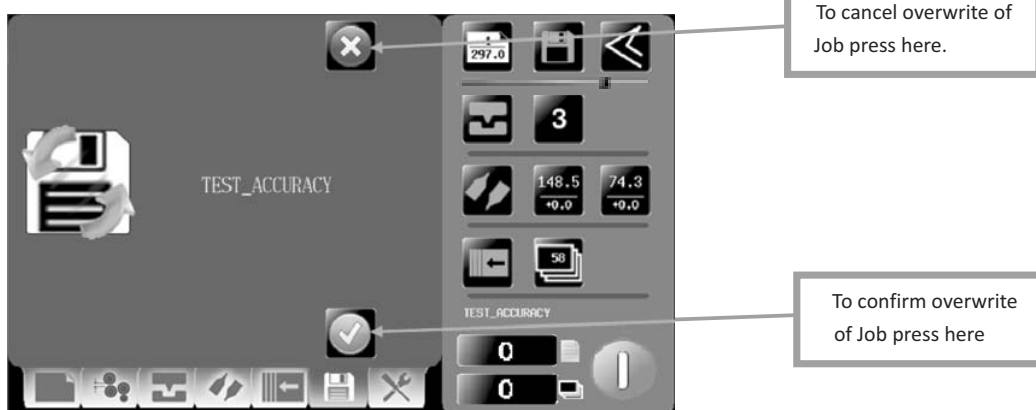 To cancel overwrite of
Job press here.
297.0
3
TEST_ACCURACY
148.5
+0.0
74.3
+0.0
58
TEST_ACCURACY
0
0
To confirm overwrite
of Job press here